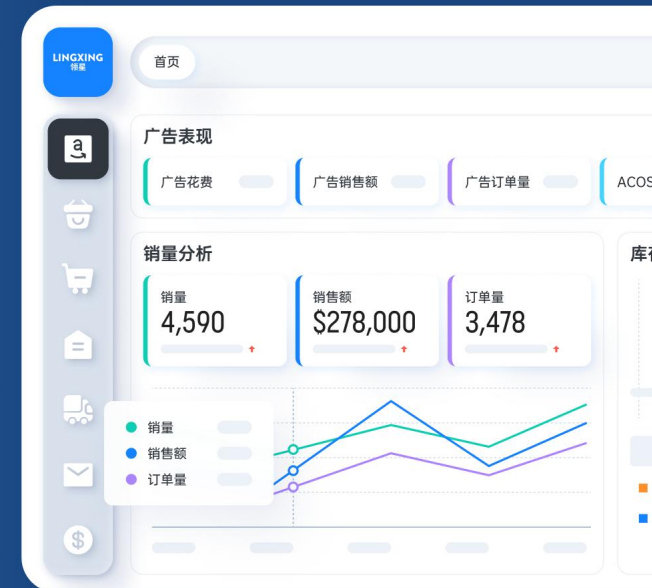 LINGXING
领星
首页
广告表现
广告花费
广告销售额
广告订单量
ACOS
销量分析
销量
4,590
销售额
$278,000
订单量
3,478
销量
销售额
订单量